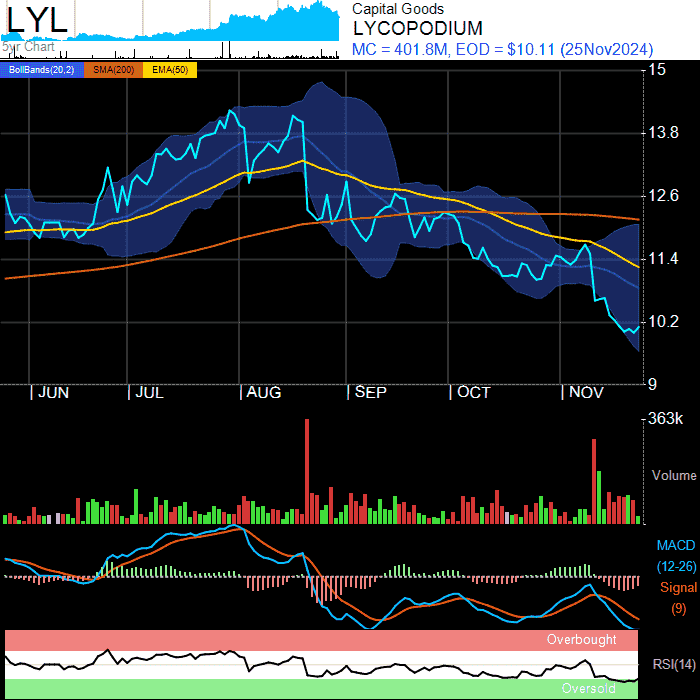 LYL
5yr Chart
Capital Goods
LYCOPODIUM
MC = 401.8M, EOD = $10.11 (25Nov2024)
BollBands(20,2) SMA(200) EMA(50)
15
13.8
12.6
11.4
10.2
9
JUN JUL AUG SEP OCT NOV
363k
Volume
MACD
(12-26)
Signal
(9)
Overbought
RSI(14)
Oversold